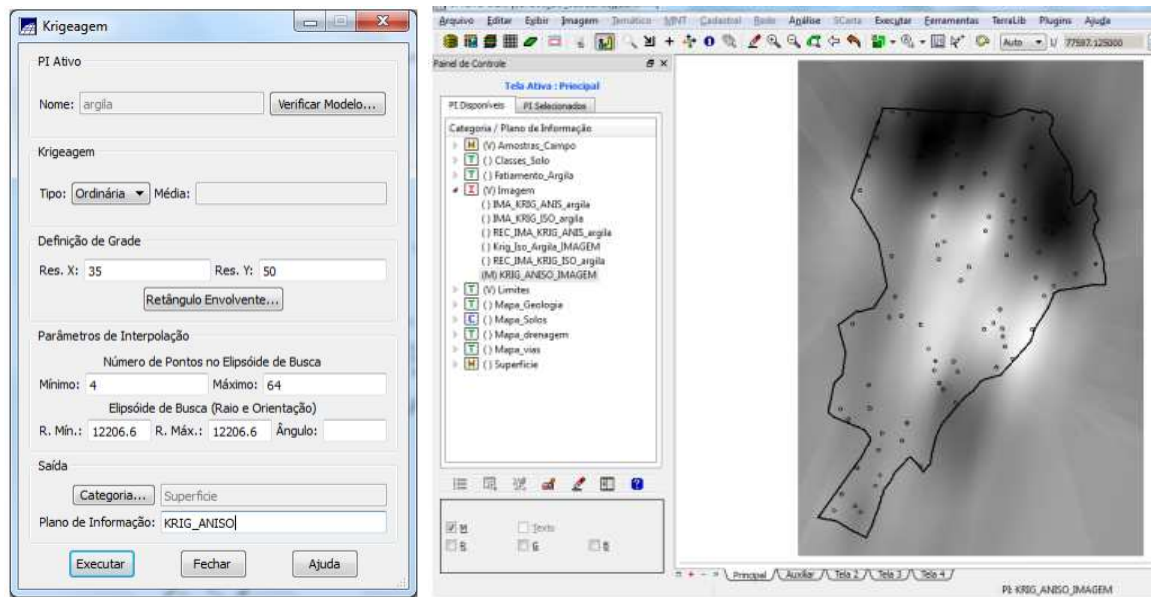 Krigeagem
PI Ativo
Nome: argila Verificar Modelo...
Krigeagem
Tipo: Ordinária Média:
Definição de Grade
Res. X: 35 Res. Y: 50
Retângulo Envolvente...
Parâmetros de Interpolação
Número de Pontos no Elipsóide de Busca
Mínimo: 4 Máximo: 64
Elipsóide de Busca (Raio e Orientação)
R. Mín.: 12206.6 R. Máx.: 12206.6 Ângulo:
Saída
Categoria... Superficie
Plano de Informação: KRIG_ANISO
Executar Fechar Ajuda
Arquivo Editar Exibir Imagem Temático MNT Cadastral Rede Análise SCarta Executar Ferramentas TerraLib Plugins Ajuda
Auto 1/ 77597.125000
Painel de Controle
Tela Ativa : Principal
PI Disponíveis PI Selecionados
Categoria / Plano de Informação
M (V) Amostras_Campo
T ( ) Classes_Solo
T ( ) Fatiamento_Argila
I (V) Imagem
( ) IMA_KRIG_ANIS_argila
( ) IMA_KRIG_ISO_argila
( ) REC_IMA_KRIG_ANIS_argila
( ) Krig_Iso_Argila_IMAGEM
( ) REC_IMA_KRIG_ISO_argila
(M) KRIG_ANISO_IMAGEM
T (V) Limites
T ( ) Mapa_Geologia
C ( ) Mapa_Solos
T ( ) Mapa_drenagem
T ( ) Mapa_vias
M ( ) Superficie
M Texto
R G B
Principal Auxiliar Tela 2 Tela 3 Tela 4
PI: KRIG_ANISO_IMAGEM